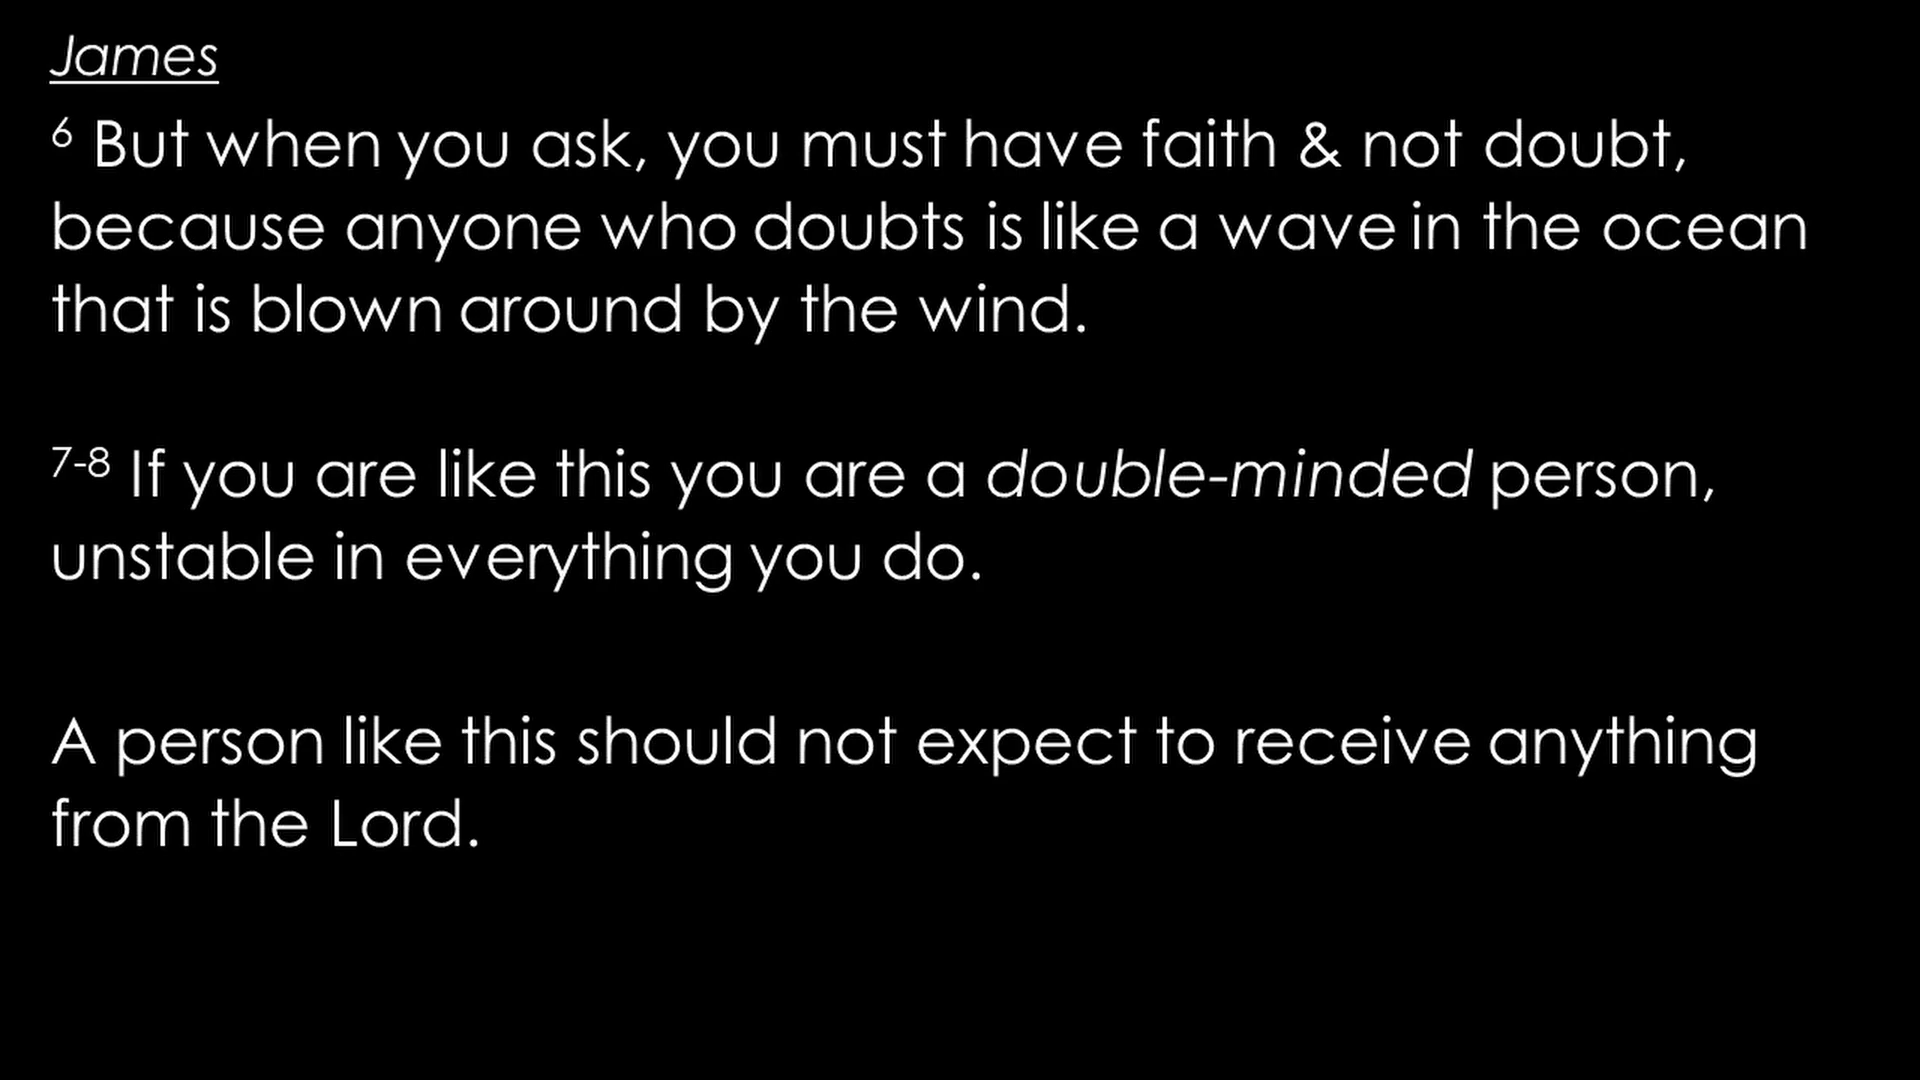 James
6 But when you ask, you must have faith & not doubt,
because anyone who doubts is like a wave in the ocean
that is blown around by the wind.
7-8 If you are like this you are a double-minded person,
unstable in everything you do.
A person like this should not expect to receive anything
from the Lord.